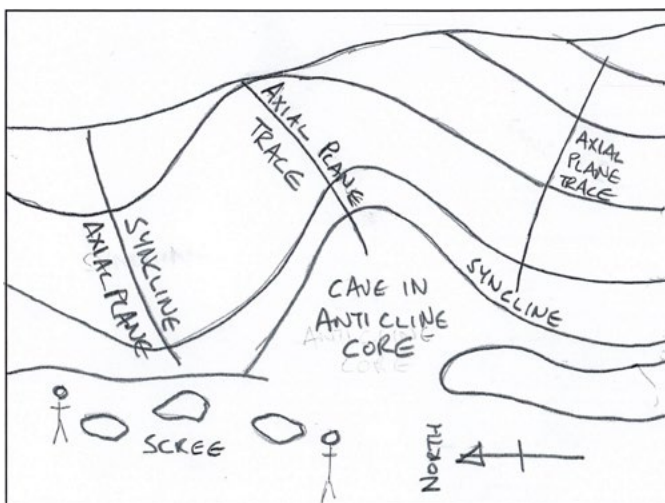 AXIAL PLANE
TRACE
AXIAL
PLANE
TRACE
SYNCLINE
AXIAL PLANE
SYNCLINE
CAVE IN
ANTICLINE
CORE
SCREE
NORTH